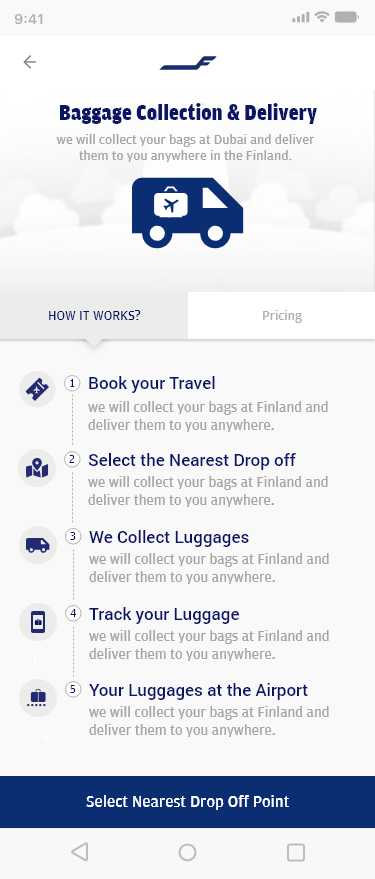 9:41
Baggage Collection & Delivery
we will collect your bags at Dubai and deliver
them to you anywhere in the Finland.
HOW IT WORKS?
Pricing
1 Book your Travel
we will collect your bags at Finland and
deliver them to you anywhere.
2 Select the Nearest Drop off
we will collect your bags at Finland and
deliver them to you anywhere.
3 We Collect Luggages
we will collect your bags at Finland and
deliver them to you anywhere.
4 Track your Luggage
we will collect your bags at Finland and
deliver them to you anywhere.
5 Your Luggages at the Airport
we will collect your bags at Finland and
deliver them to you anywhere.
Select Nearest Drop Off Point